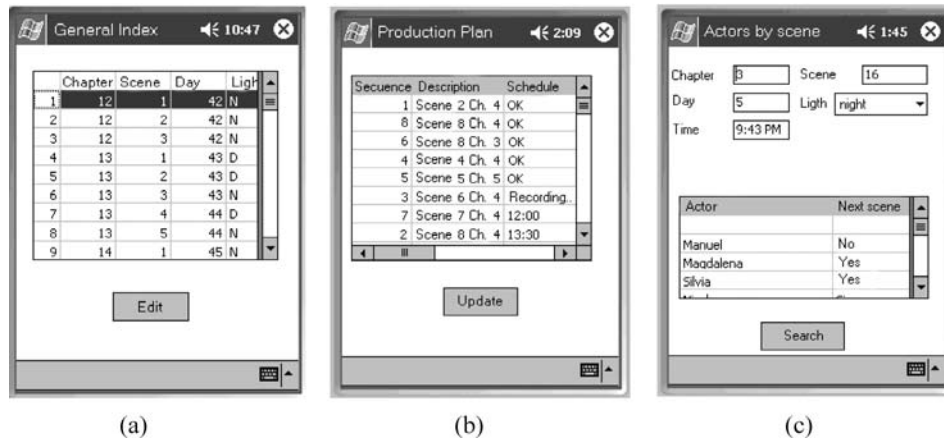 General Index 10:47
Chapter Scene Day Ligh
1 12 1 42 N
2 12 2 42 N
3 12 3 42 N
4 13 1 43 D
5 13 2 43 D
6 13 3 43 N
7 13 4 44 D
8 13 5 44 N
9 14 1 45 N
Edit
(a)
Production Plan 2:09
Secuence Description Schedule
1 Scene 2 Ch. 4 OK
8 Scene 8 Ch. 4 OK
6 Scene 8 Ch. 3 OK
4 Scene 4 Ch. 4 OK
5 Scene 5 Ch. 5 OK
3 Scene 6 Ch. 4 Recording..
7 Scene 7 Ch. 4 12:00
2 Scene 8 Ch. 4 13:30
Update
(b)
Actors by scene 1:45
Chapter 3 Scene 16
Day 5 Ligth night
Time 9:43 PM
Actor Next scene
Manuel No
Magdalena Yes
Silvia Yes
Search
(c)